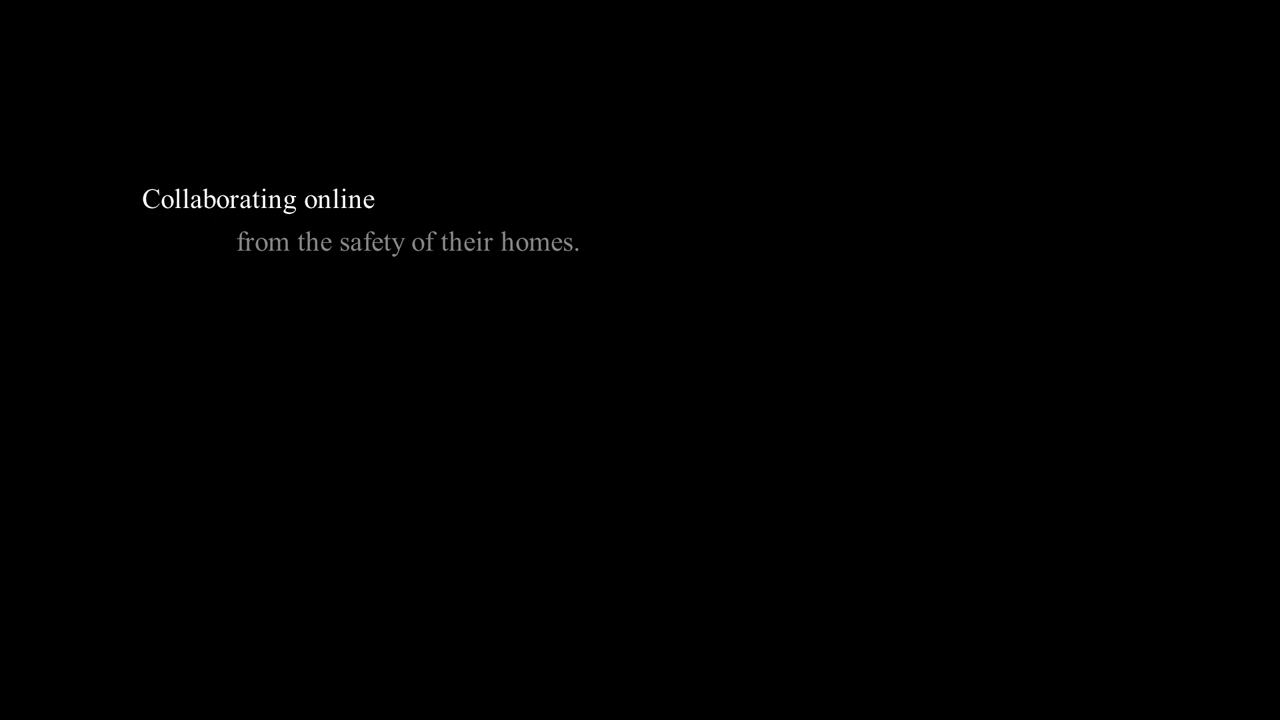 Collaborating online
from the safety of their homes.